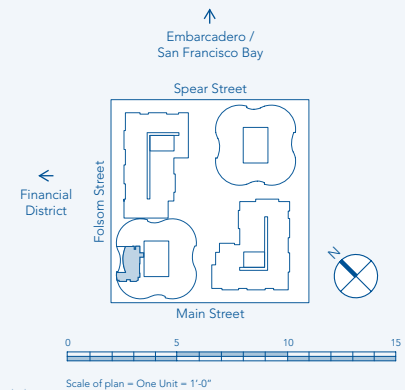 Embarcadero /
San Francisco Bay
Spear Street
Financial
District
Folsom Street
N
Main Street
0 5 10 15
Scale of plan = One Unit = 1'-0"